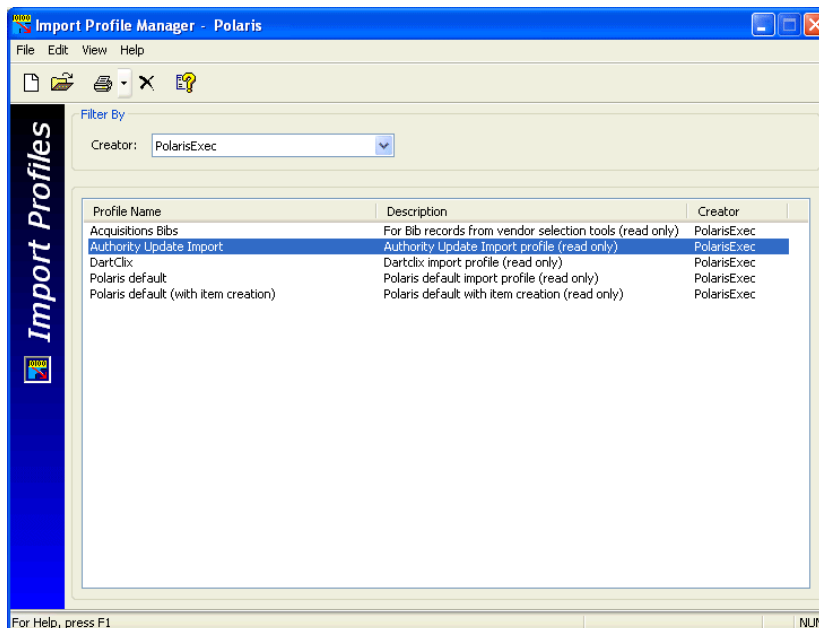 Import Profile Manager - Polaris
File Edit View Help
Filter By
Creator: PolarisExec
Import Profiles
Profile Name Description Creator
Acquisitions Bibs For Bib records from vendor selection tools (read only) PolarisExec
Authority Update Import Authority Update Import profile (read only) PolarisExec
DartClix Dartclix import profile (read only) PolarisExec
Polaris default Polaris default import profile (read only) PolarisExec
Polaris default (with item creation) Polaris default with item creation (read only) PolarisExec
For Help, press F1 NUM